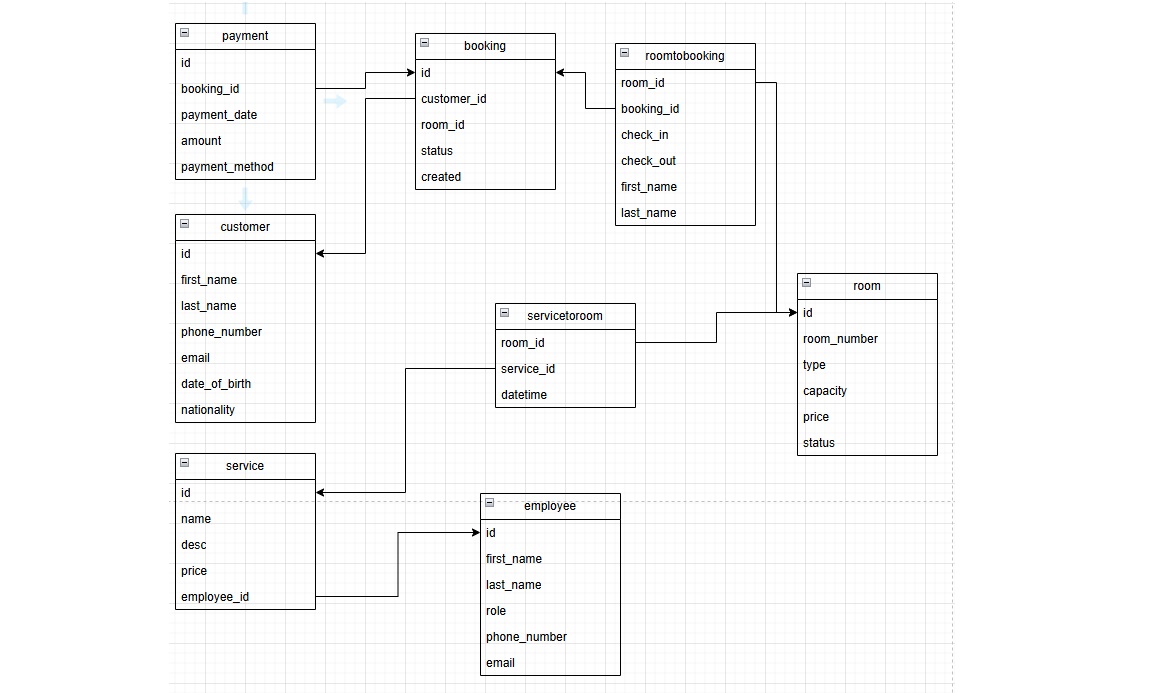 payment
id
booking_id
payment_date
amount
payment_method
booking
id
customer_id
room_id
status
created
roomtobooking
room_id
booking_id
check_in
check_out
first_name
last_name
customer
id
first_name
last_name
phone_number
email
date_of_birth
nationality
servicetoroom
room_id
service_id
datetime
room
id
room_number
type
capacity
price
status
service
id
name
desc
price
employee_id
employee
id
first_name
last_name
role
phone_number
email